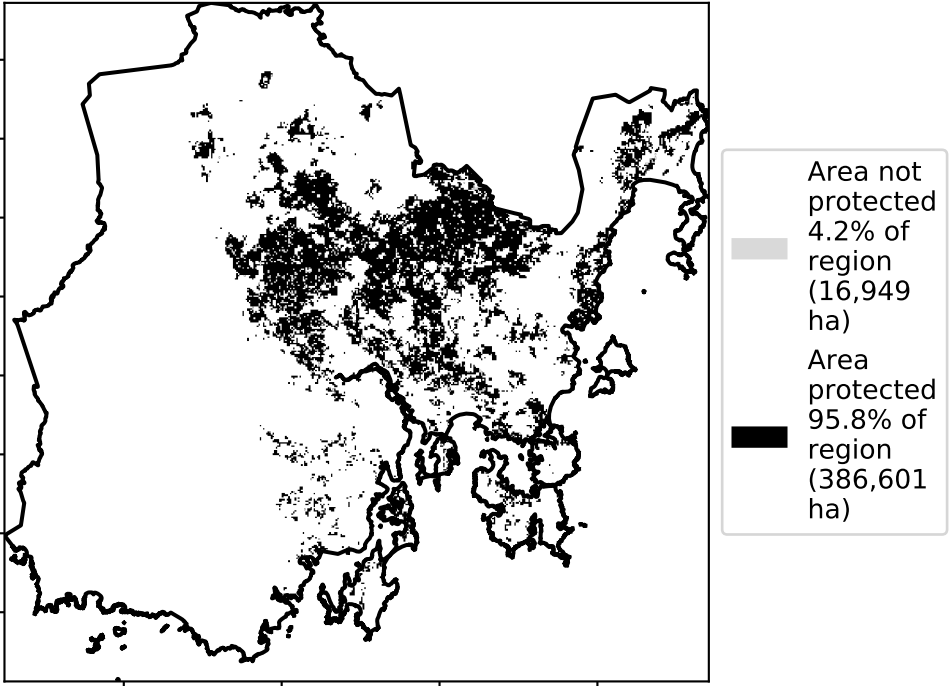 Area not
protected
4.2% of
region
(16,949
ha)
Area
protected
95.8% of
region
(386,601
ha)